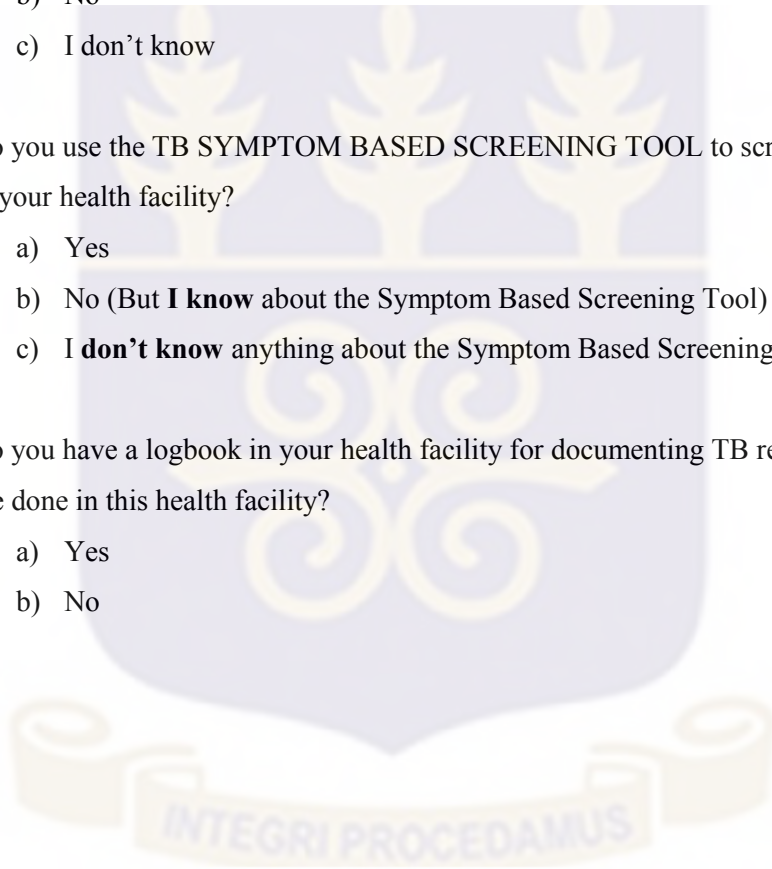 b) No
c) I don't know
you use the TB SYMPTOM BASED SCREENING TOOL to
your health facility?
a) Yes
b) No (But I know about the Symptom Based Screening Tool)
c) I don't know anything about the Symptom Based Screening
you have a logbook in your health facility for documenting TB
done in this health facility?
a) Yes
b) No
INTEGRI PROCEDAMUS